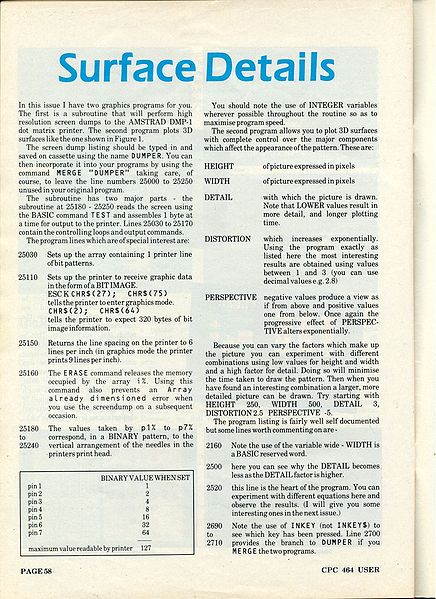 Surface Details
In this issue I have two graphics programs for you.
The first is a subroutine that will perform high
resolution screen dumps to the AMSTRAD DMP-1
dot matrix printer. The second program plots 3D
surfaces like the one shown in Figure 1.
The screen dump listing should be typed in and
saved on cassette using the name DUMPER. You can
then incorporate it into your programs by using the
command MERGE "DUMPER" taking care, of
course, to leave the line numbers 25000 to 25250
unused in your original program.
The subroutine has two major parts - the
subroutine at 25180 - 25250 reads the screen using
the BASIC command TEST and assembles 1 byte at
a time for output to the printer. Lines 25030 to 25170
contain the controlling loops and output commands.
The program lines which are of special interest are:
25030 Sets up the array containing 1 printer line
of bit patterns.
25110 Sets up the printer to receive graphic data
in the form of a BIT IMAGE.
ESC K CHR$(27); CHR$(75)
tells the printer to enter graphics mode.
CHR$(2); CHR$(64)
tells the printer to expect 320 bytes of bit
image information.
25150 Returns the line spacing on the printer to 6
lines per inch (in graphics mode the printer
prints 9 lines per inch).
25160 The ERASE command releases the memory
occupied by the array i%. Using this
command also prevents an Array
already dimensioned error when
you use the screendump on a subsequent
occasion.
25180 The values taken by p1% to p7%
to correspond, in a BINARY pattern, to the
25240 vertical arrangement of the needles in the
printers print head.
BINARY VALUE WHEN SET
pin 1 1
pin 2 2
pin 3 4
pin 4 8
pin 5 16
pin 6 32
pin 7 64
maximum value readable by printer 127
PAGE 58
You should note the use of INTEGER variables
wherever possible throughout the routine so as to
maximise program speed.
The second program allows you to plot 3D surfaces
with complete control over the major components
which affect the appearance of the pattern. These are:
HEIGHT of picture expressed in pixels
WIDTH of picture expressed in pixels
DETAIL with which the picture is drawn.
Note that LOWER values result in
more detail, and longer plotting
time.
DISTORTION which increases exponentially.
Using the program exactly as
listed here the most interesting
results are obtained using values
between 1 and 3 (you can use
decimal values e.g. 2.8)
PERSPECTIVE negative values produce a view as
if from above and positive values
one from below. Once again the
progressive effect of PERSPEC-
TIVE alters exponentially.
Because you can vary the factors which make up
the picture you can experiment with different
combinations using low values for height and width
and a high factor for detail. Doing so will minimise
the time taken to draw the pattern. Then when you
have found an interesting combination a larger, more
detailed picture can be drawn. Try starting with
HEIGHT 250, WIDTH 500, DETAIL 3,
DISTORTION 2.5 PERSPECTIVE -5.
The program listing is fairly well self documented
but some lines worth commenting on are -
2160 Note the use of the variable wide - WIDTH is
a BASIC reserved word.
2500 here you can see why the DETAIL becomes
less as the DETAIL factor is higher.
2520 this line is the heart of the program. You can
experiment with different equations here and
observe the results. (I will give you some
interesting ones in the next issue.)
2690 Note the use of INKEY (not INKEY$) to
to see which key has been pressed. Line 2700
2710 provides the branch to DUMPER if you
MERGE the two programs.
CPC 464 USER